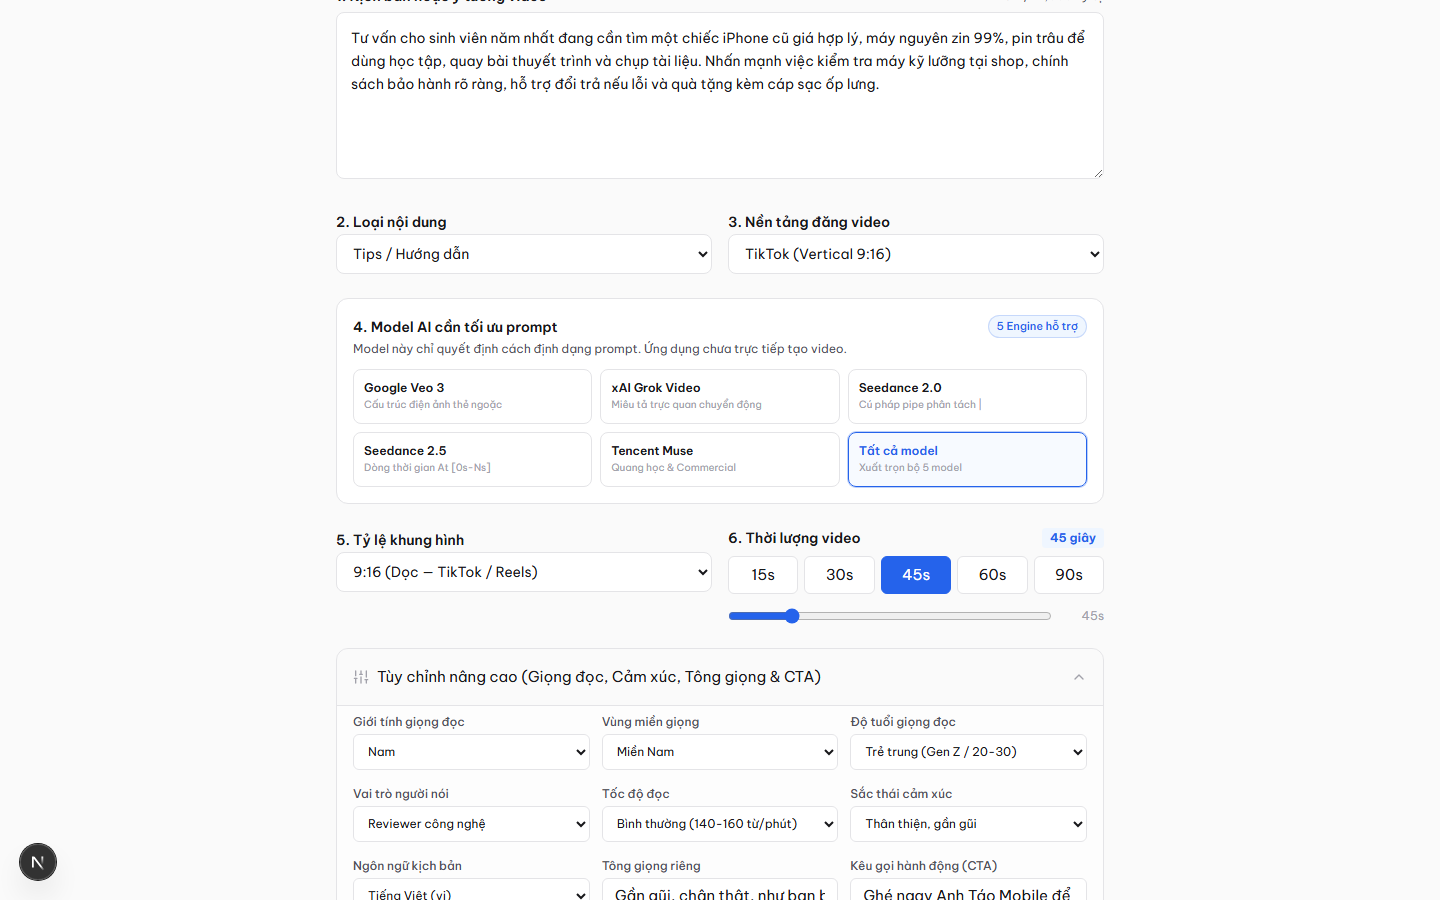 Tư vấn cho sinh viên năm nhất đang cần tìm một chiếc iPhone cũ giá hợp lý, máy nguyên zin 99%, pin trâu để
dùng học tập, quay bài thuyết trình và chụp tài liệu. Nhấn mạnh việc kiểm tra máy kỹ lưỡng tại shop, chính
sách bảo hành rõ ràng, hỗ trợ đổi trả nếu lỗi và quà tặng kèm cáp sạc ốp lưng.
2. Loại nội dung
3. Nền tảng đăng video
Tips / Hướng dẫn
TikTok (Vertical 9:16)
4. Model AI cần tối ưu prompt
5 Engine hỗ trợ
Model này chỉ quyết định cách định dạng prompt. Ứng dụng chưa trực tiếp tạo video.
Google Veo 3
Cấu trúc điện ảnh thẻ ngoặc
xAI Grok Video
Miêu tả trực quan chuyển động
Seedance 2.0
Cú pháp pipe phân tách |
Seedance 2.5
Dòng thời gian At [0s-Ns]
Tencent Muse
Quang học & Commercial
Tất cả model
Xuất trọn bộ 5 model
5. Tỷ lệ khung hình
9:16 (Dọc — TikTok / Reels)
6. Thời lượng video
45 giây
15s
30s
45s
60s
90s
45s
Tùy chỉnh nâng cao (Giọng đọc, Cảm xúc, Tông giọng & CTA)
Giới tính giọng đọc
Vùng miền giọng
Độ tuổi giọng đọc
Nam
Miền Nam
Trẻ trung (Gen Z / 20-30)
Vai trò người nói
Tốc độ đọc
Sắc thái cảm xúc
Reviewer công nghệ
Bình thường (140-160 từ/phút)
Thân thiện, gần gũi
Ngôn ngữ kịch bản
Tông giọng riêng
Kêu gọi hành động (CTA)
Tiếng Việt (vi)
Gần gũi, chân thật, như bạn
Ghé ngay Anh Táo Mobile để
N